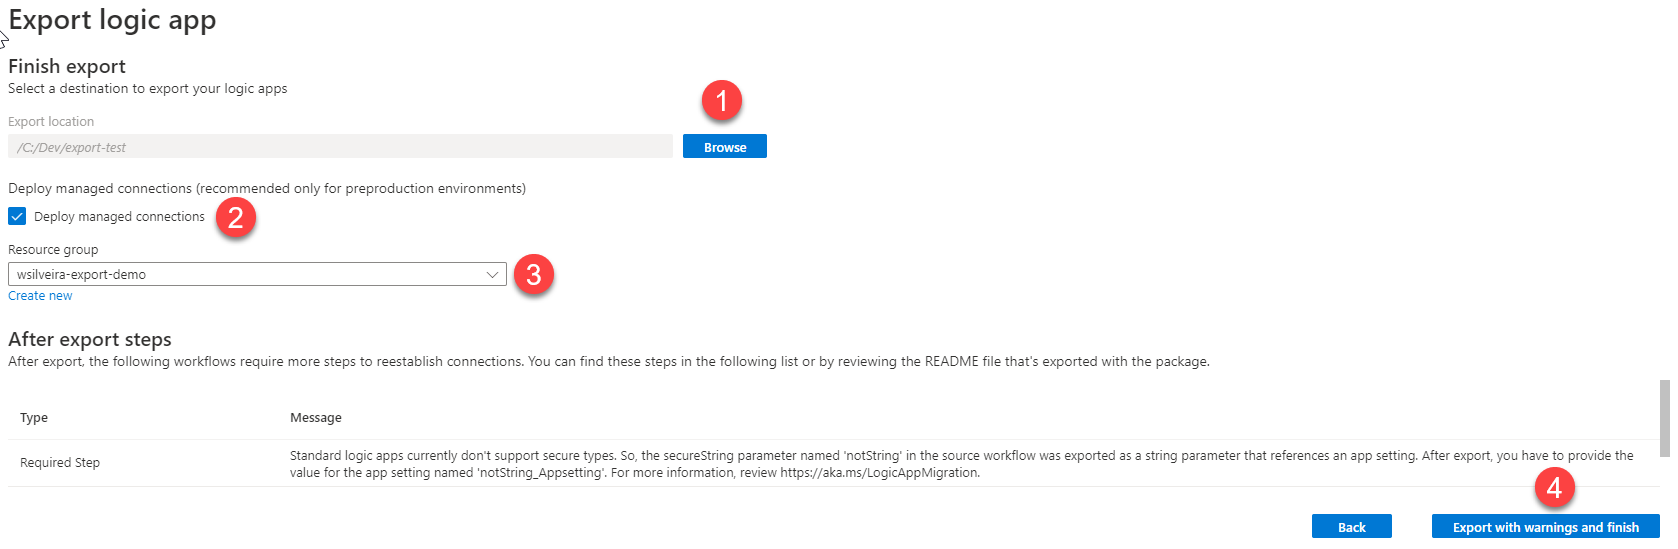 Export logic app
Finish export
Select a destination to export your logic apps
1
Export location
/C:/Dev/export-test
Browse
Deploy managed connections (recommended only for preproduction environments)
Deploy managed connections
2
Resource group
wsilveira-export-demo
3
Create new
After export steps
After export, the following workflows require more steps to reestablish connections. You can find these steps in the following list or by reviewing the README file that's exported with the package.
Type Message
Required Step
Standard logic apps currently don't support secure types. So, the secureString parameter named 'notString' in the source workflow was exported as a string parameter that references an app setting. After export, you have to provide the
value for the app setting named 'notString_Appsetting'. For more information, review https://aka.ms/LogicAppMigration.
4
Back
Export with warnings and finish